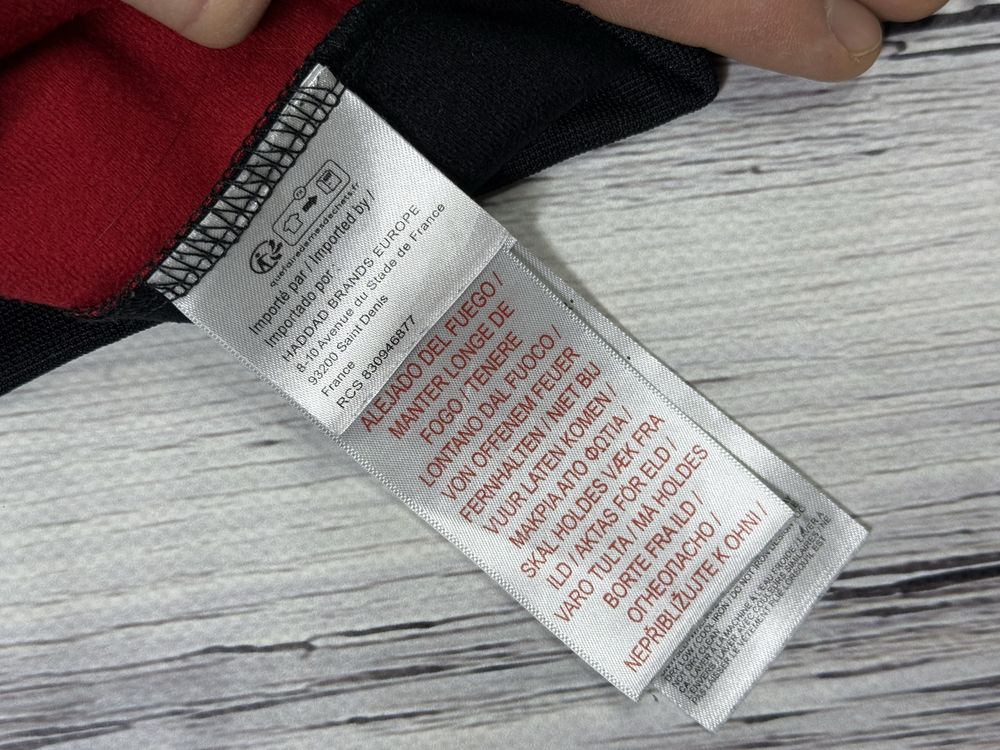 FR
quefairedemesdechets.fr
Importé par / Imported by /
Importado por :
HADDAD BRANDS EUROPE
8-10 Avenue du Stade de France
93200 Saint Denis
France
RCS 830946877
ALEJADO DEL FUEGO /
MANTER LONGE DE
FOGO / TENERE
LONTANO DAL FUOCO /
VON OFFENEM FEUER
FERNHALTEN / NIET BIJ
VUUR LATEN KOMEN /
ΜΑΚΡΙΑ ΑΠΟ ΦΩΤΙΑ /
SKAL HOLDES VÆK FRA
ILD / AKTAS FÖR ELD /
VARO TULTA / MÅ HOLDES
BORTE FRA ILD /
ОГНЕОПАСНО /
NEPŘIBLIŽUJTE K OHNI /